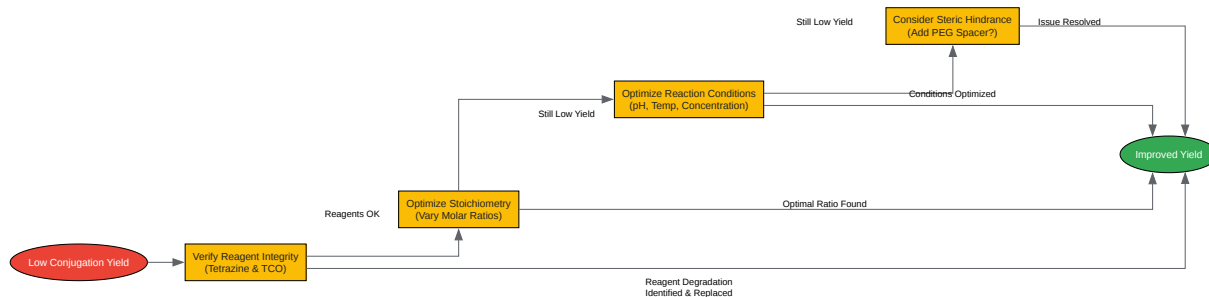 Still Low Yield
Consider Steric Hindrance
(Add PEG Spacer?)
Issue Resolved
Still Low Yield
Optimize Reaction Conditions
(pH, Temp, Concentration)
Conditions Optimized
Improved Yield
Reagents OK
Optimize Stoichiometry
(Vary Molar Ratios)
Optimal Ratio Found
Low Conjugation Yield
Verify Reagent Integrity
(Tetrazine & TCO)
Reagent Degradation
Identified & Replaced